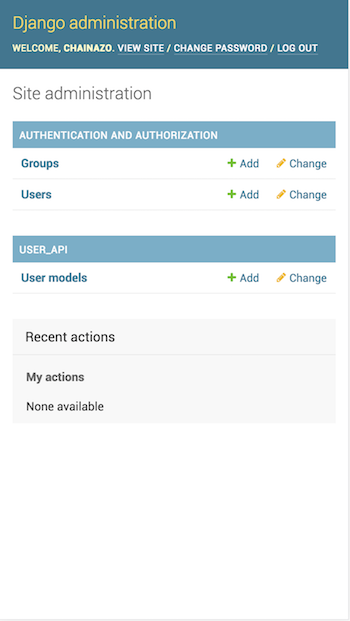 Django administration
WELCOME, CHAINAZO. VIEW SITE / CHANGE PASSWORD / LOG OUT
Site administration
AUTHENTICATION AND AUTHORIZATION
Groups + Add Change
Users + Add Change
USER_API
User models + Add Change
Recent actions
My actions
None available